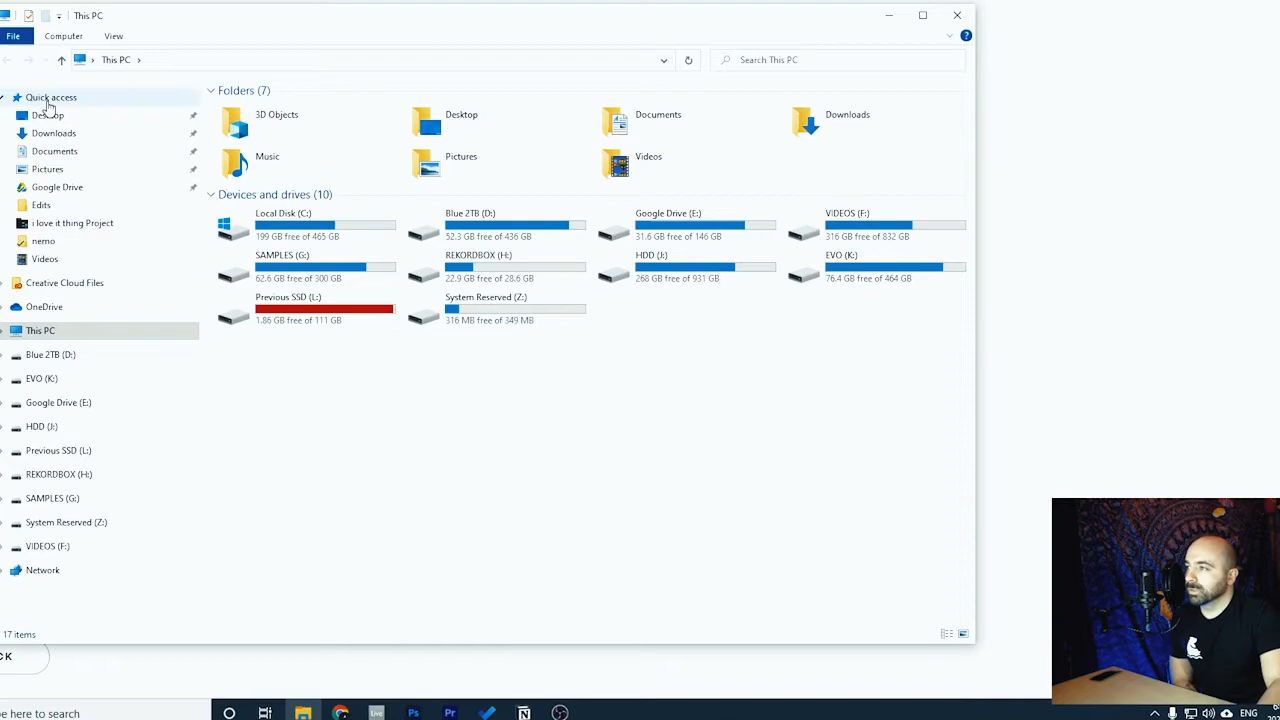 This PC
File
Computer
View
This PC
Search This PC
Quick access
Desktop
Downloads
Documents
Pictures
Google Drive
Edits
i love it thing Project
nemo
Videos
Creative Cloud Files
OneDrive
This PC
Blue 2TB (D:)
EVO (K:)
Google Drive (E:)
HDD (J:)
Previous SSD (L:)
REKORDBOX (H:)
SAMPLES (G:)
System Reserved (Z:)
VIDEOS (F:)
Network
Folders (7)
3D Objects
Desktop
Documents
Downloads
Music
Pictures
Videos
Devices and drives (10)
Local Disk (C:)
199 GB free of 465 GB
Blue 2TB (D:)
52.3 GB free of 436 GB
Google Drive (E:)
31.6 GB free of 146 GB
VIDEOS (F:)
316 GB free of 832 GB
SAMPLES (G:)
62.6 GB free of 300 GB
REKORDBOX (H:)
22.9 GB free of 28.6 GB
HDD (J:)
268 GB free of 931 GB
EVO (K:)
76.4 GB free of 464 GB
Previous SSD (L:)
1.86 GB free of 111 GB
System Reserved (Z:)
316 MB free of 349 MB
17 items
CK
pe here to search
Live
Ps
Pr
ENG